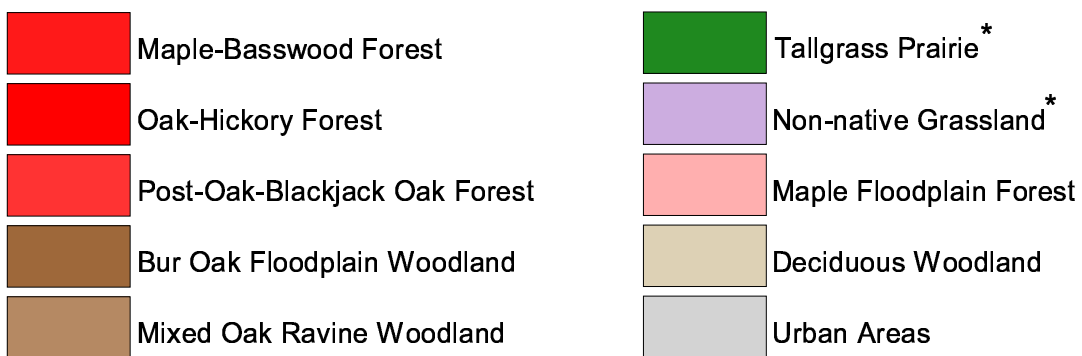 Maple-Basswood Forest
Oak-Hickory Forest
Post-Oak-Blackjack Oak Forest
Bur Oak Floodplain Woodland
Mixed Oak Ravine Woodland
Tallgrass Prairie*
Non-native Grassland*
Maple Floodplain Forest
Deciduous Woodland
Urban Areas